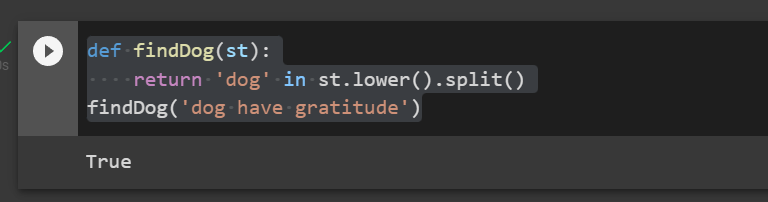 def findDog(st):
    return 'dog' in st.lower().split()
findDog('dog have gratitude')
True